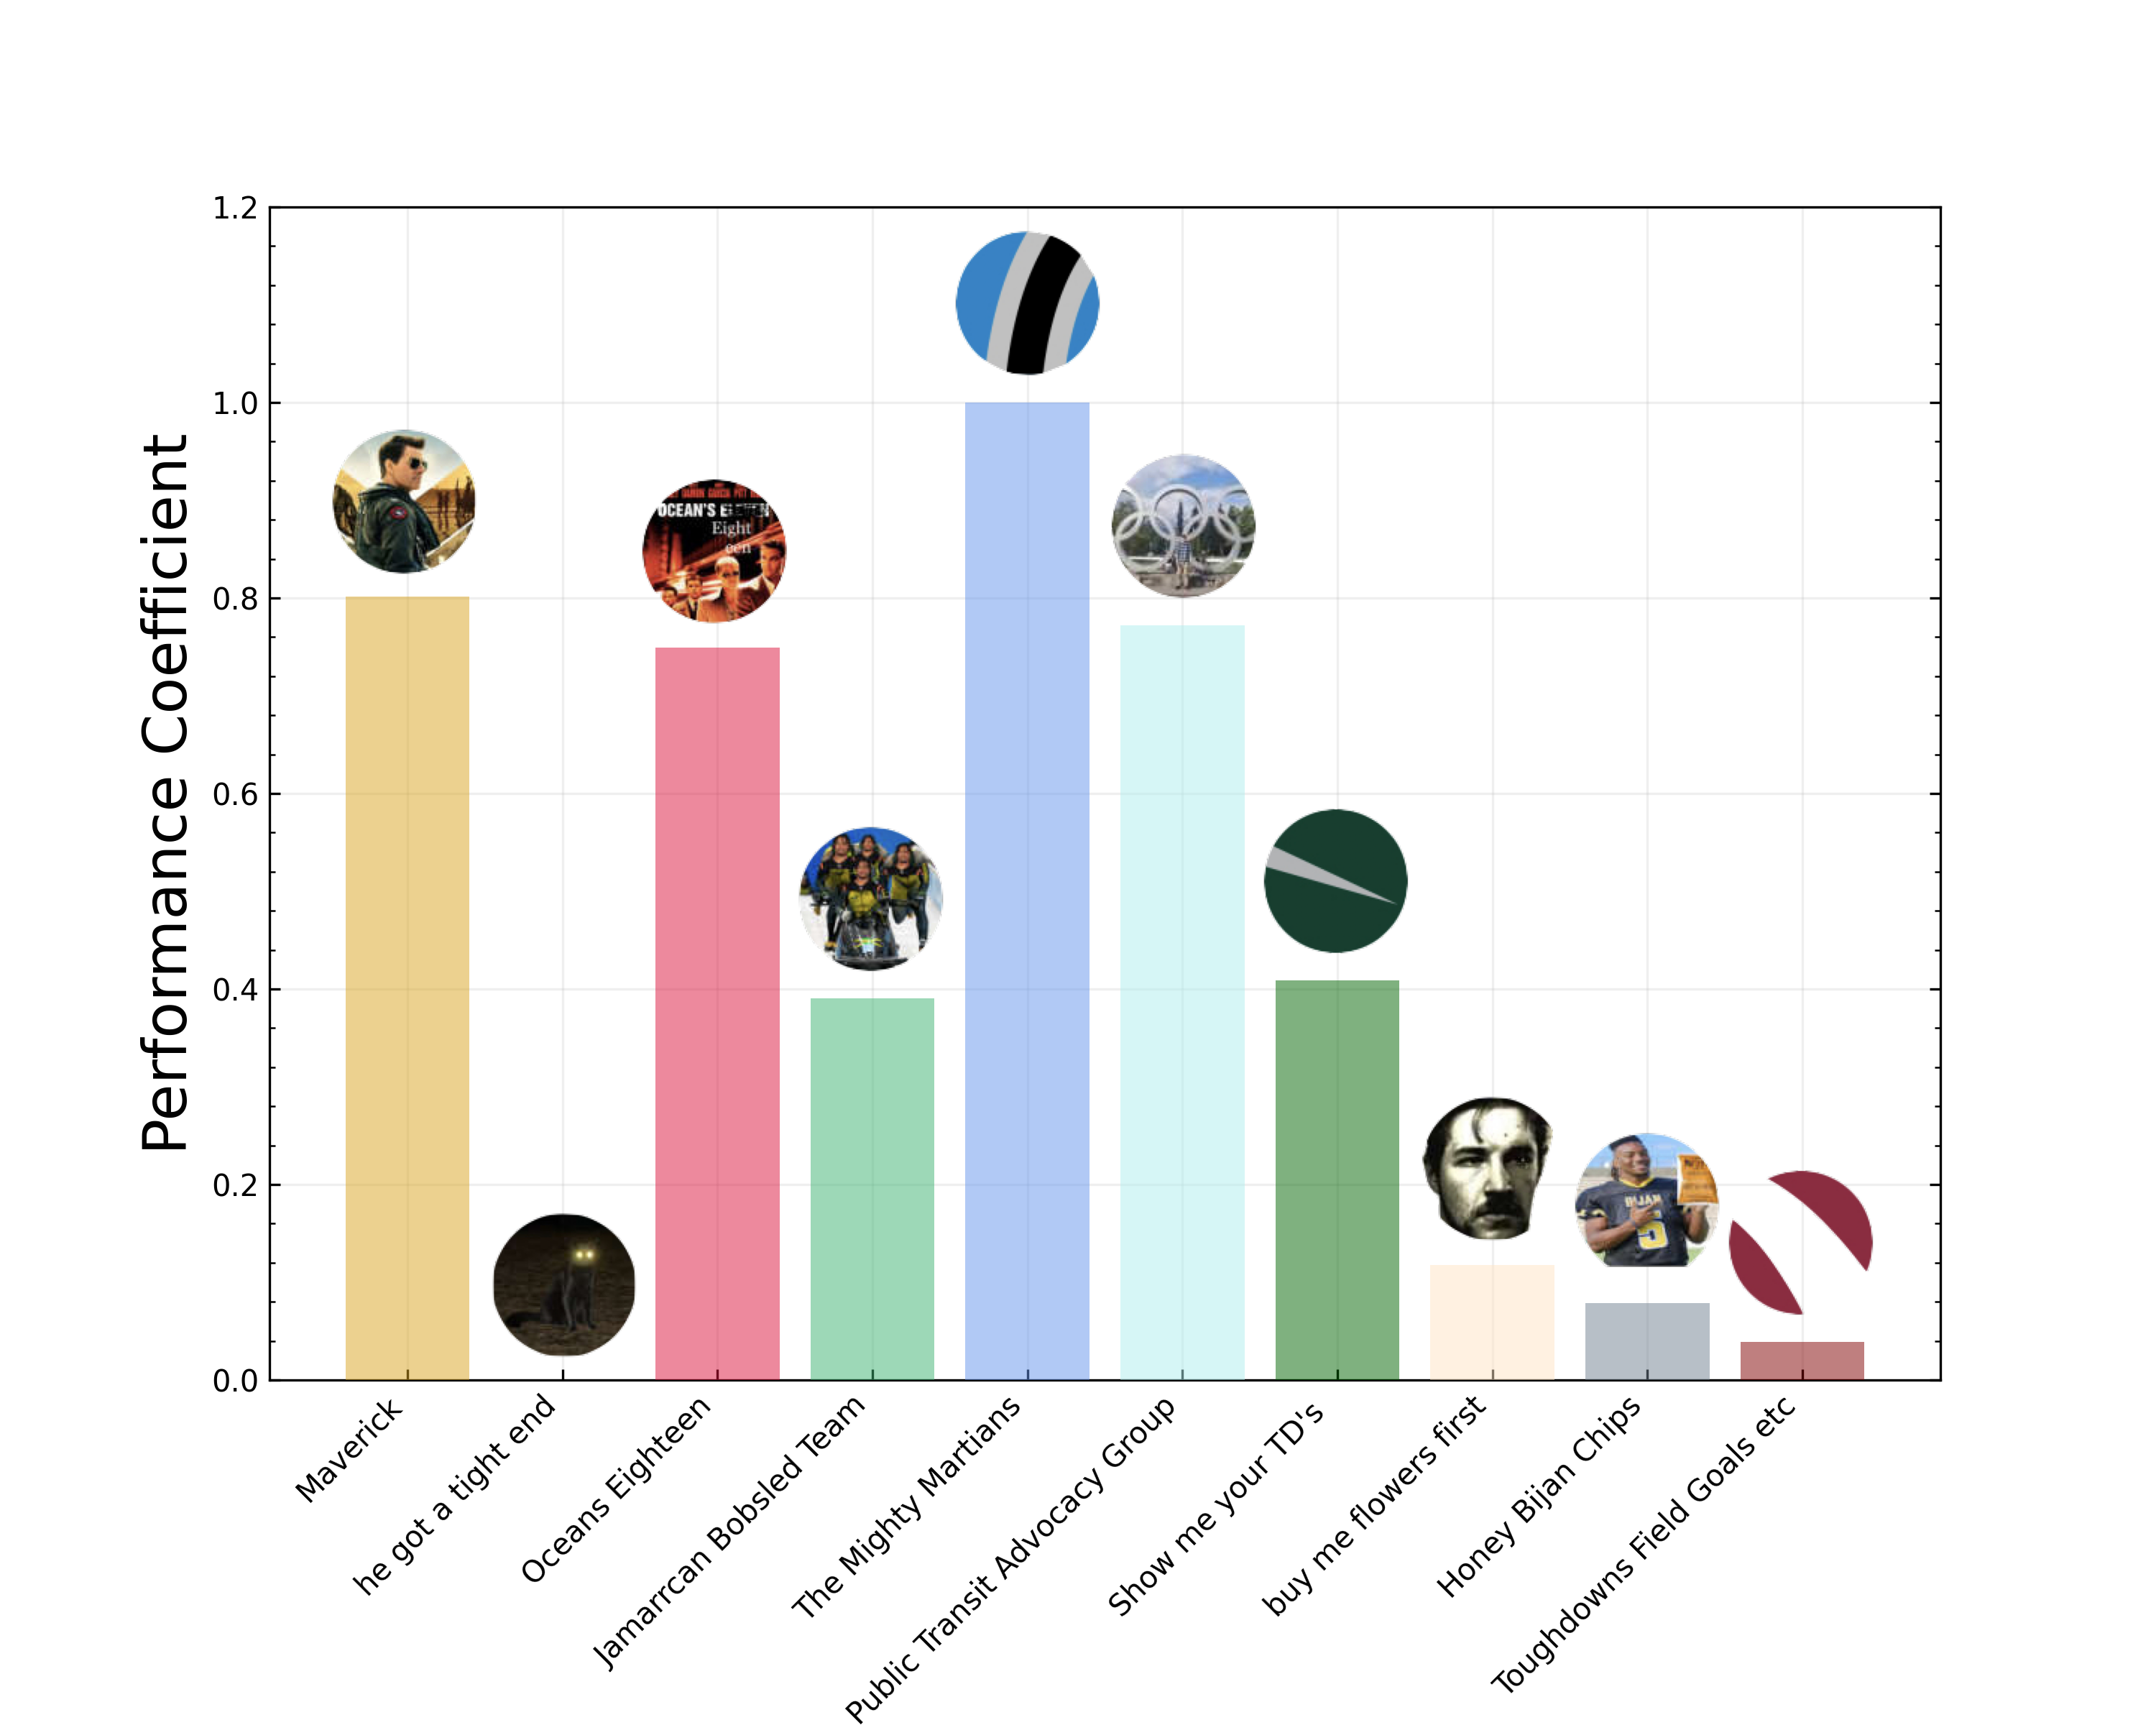 Performance Coefficient
1.2
1.0
0.8
0.6
0.4
0.2
0.0
OCEAN'S
Eight
een
BIJAN
5
Maverick
he got a tight end
Oceans Eighteen
Jamarrcan Bobsled Team
The Mighty Martians
Public Transit Advocacy Group
Show me your TD's
buy me flowers first
Honey Bijan Chips
Toughdowns Field Goals etc